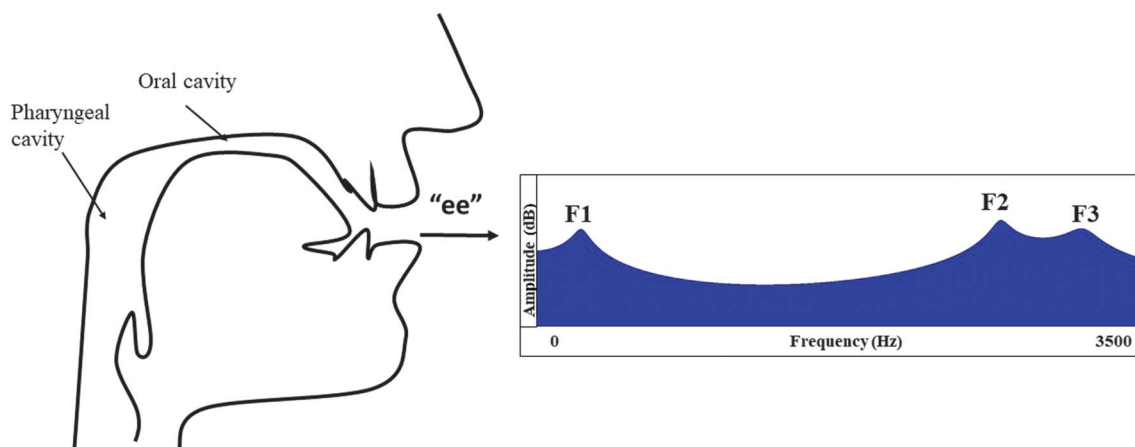 Oral cavity
Pharyngeal
cavity
“ee”
F1
F2
F3
Amplitude (dB)
0
Frequency (Hz)
3500